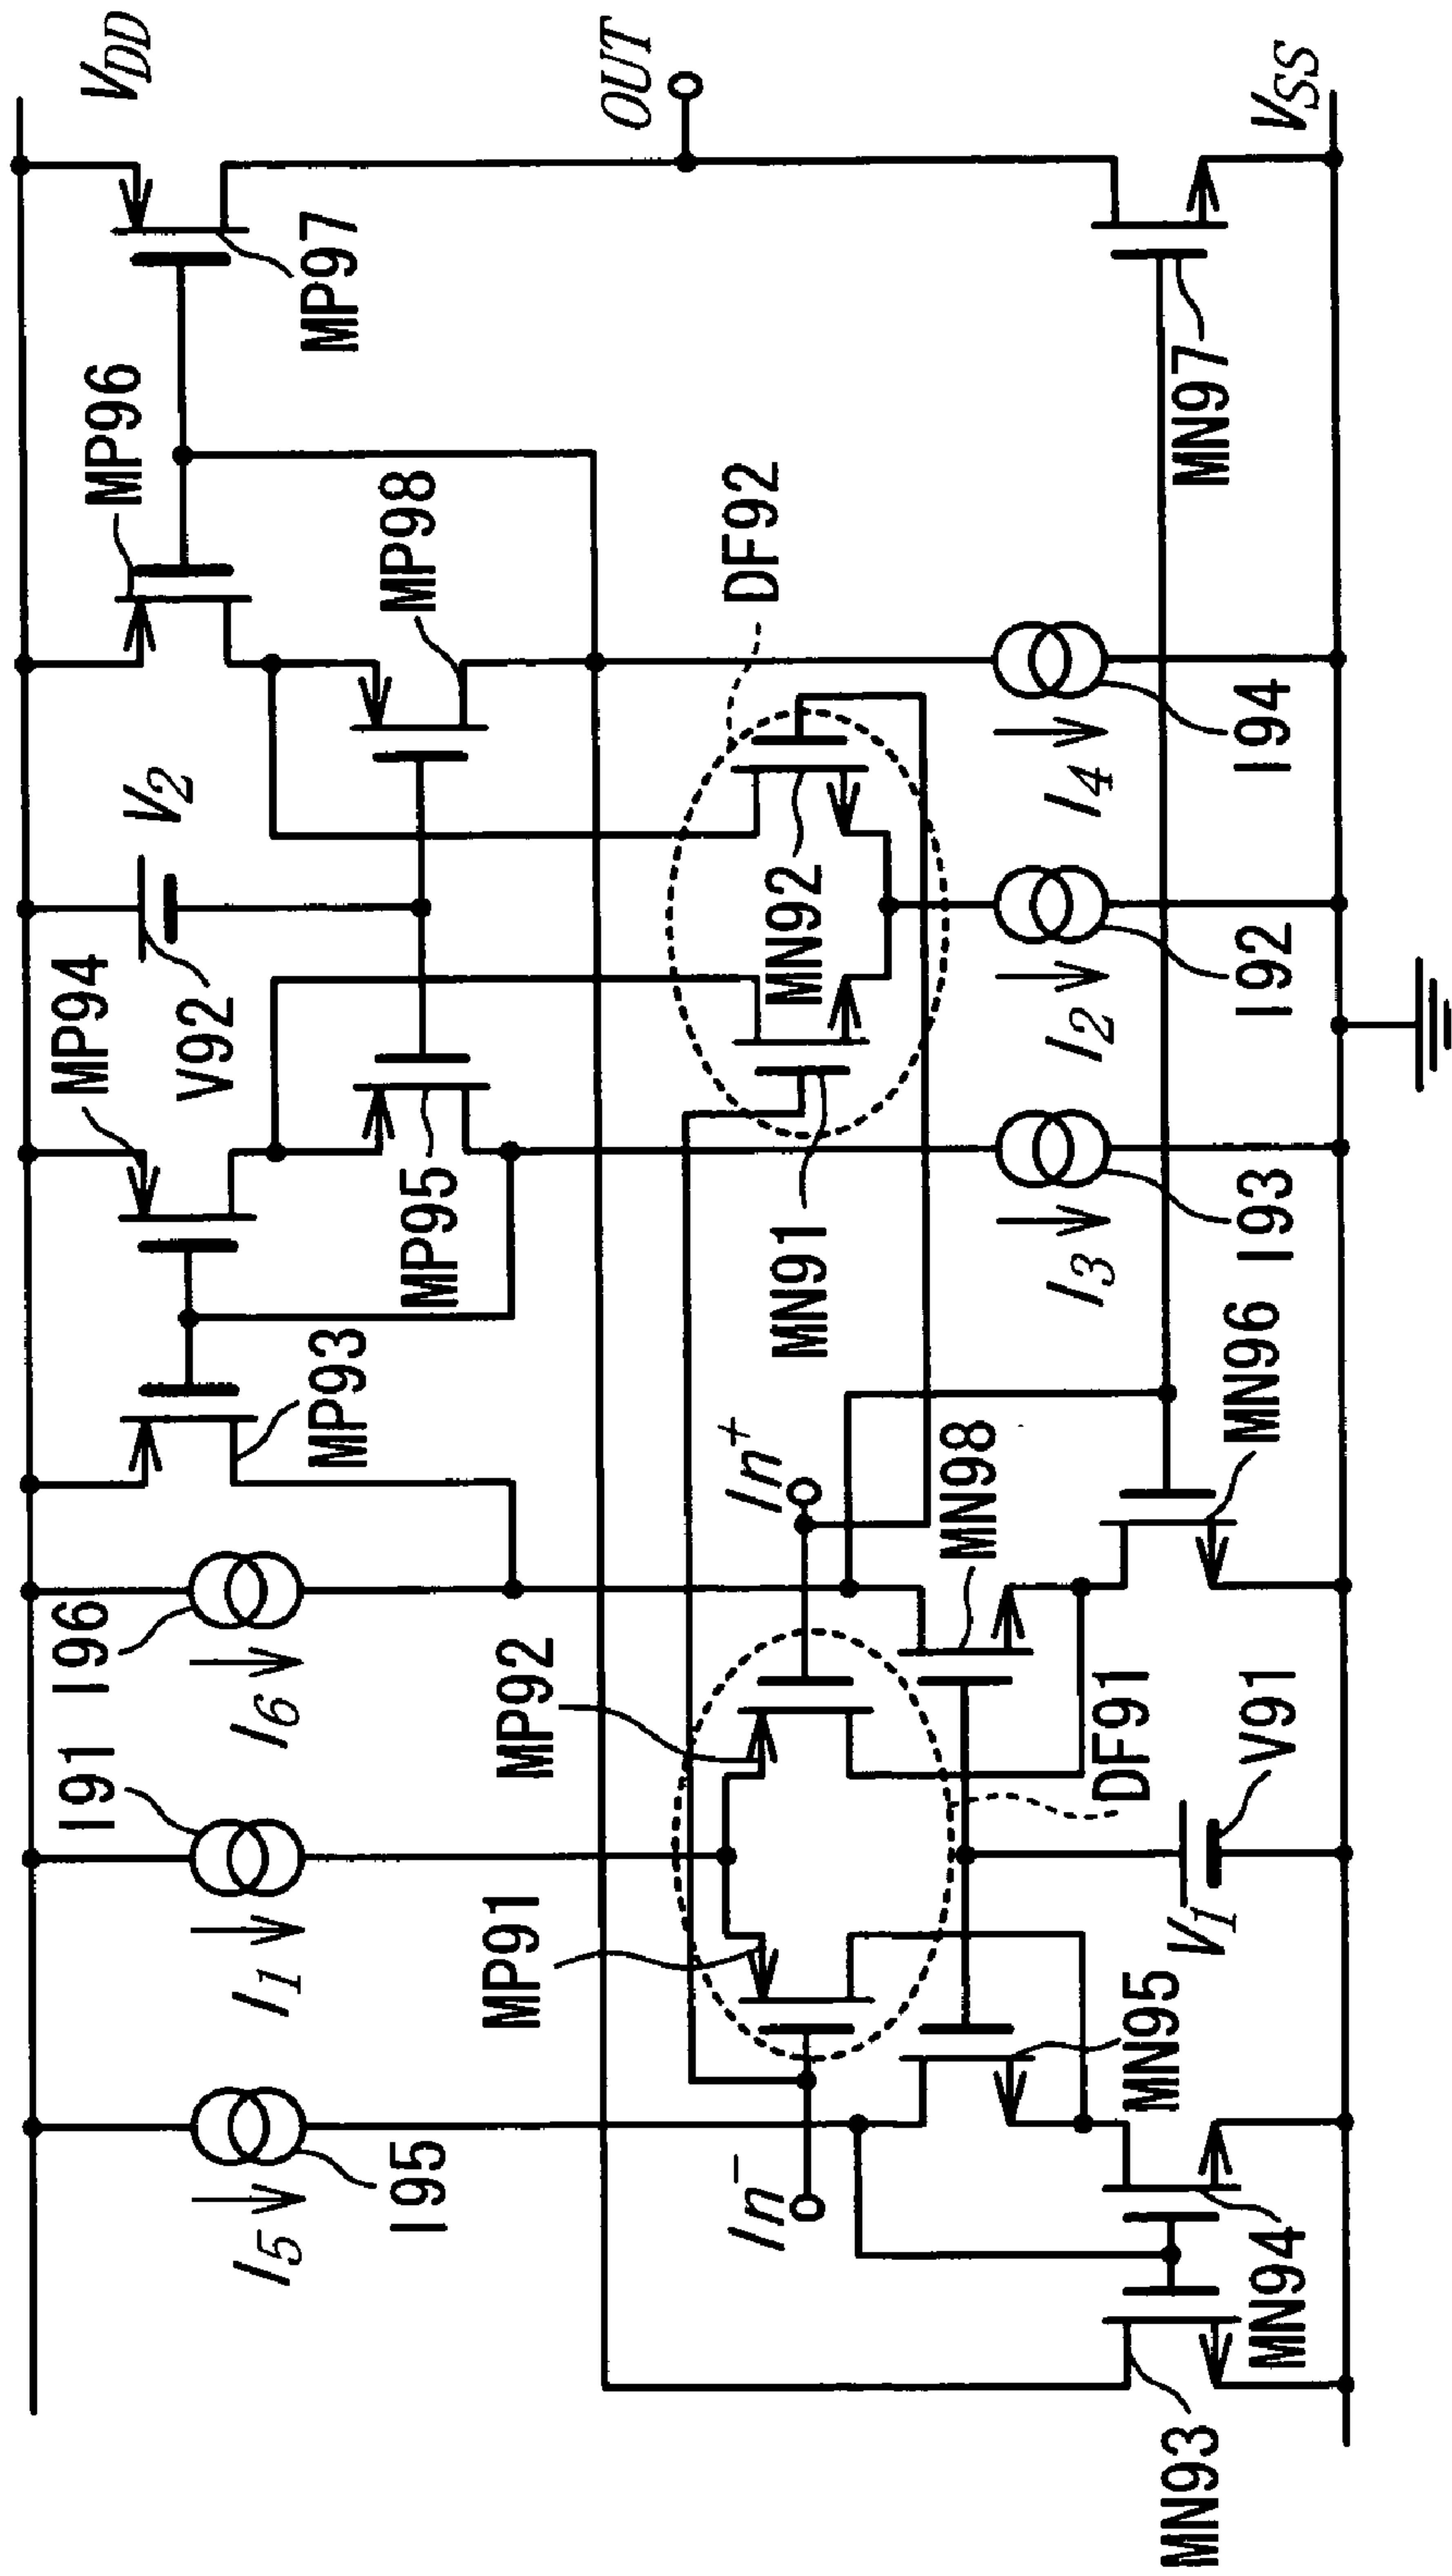 V_DD
OUT
V_SS
MP97
MP96
MN97
MP98
DF92
V_2
I94
I_4
MN92
V92
MP94
I92
I_2
MP95
MN91
I93
I_3
MP93
MN96
In^+
MN98
I96
I_6
MP92
DF91
V91
I91
I_1
MP91
V_1
MN95
I95
I_5
In^-
MN94
MN93